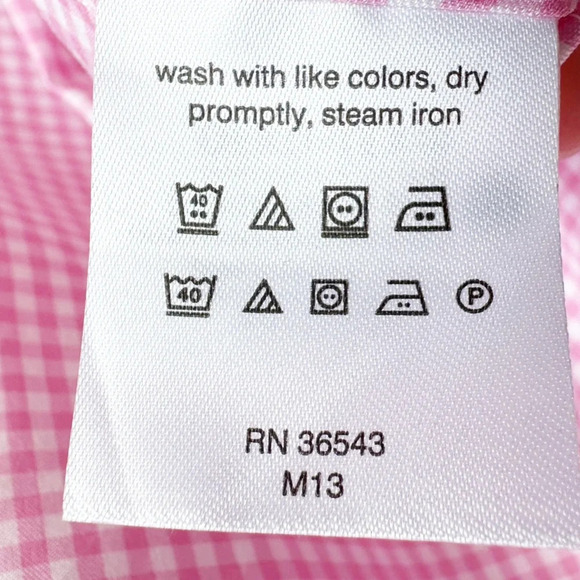 wash with like colors, dry
promptly, steam iron
40
40 P
RN 36543
M13